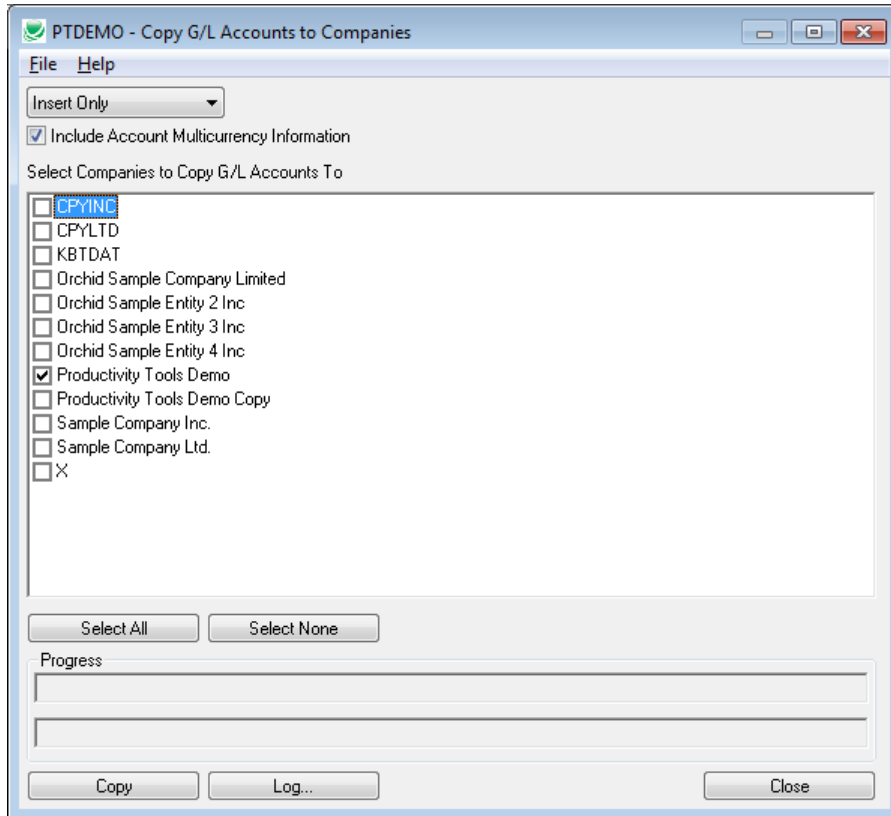 PTDEMO - Copy G/L Accounts to Companies
File Help
Insert Only
Include Account Multicurrency Information
Select Companies to Copy G/L Accounts To
CPYINC
CPYLTD
KBTDAT
Orchid Sample Company Limited
Orchid Sample Entity 2 Inc
Orchid Sample Entity 3 Inc
Orchid Sample Entity 4 Inc
Productivity Tools Demo
Productivity Tools Demo Copy
Sample Company Inc.
Sample Company Ltd.
X
Select All Select None
Progress
Copy Log... Close